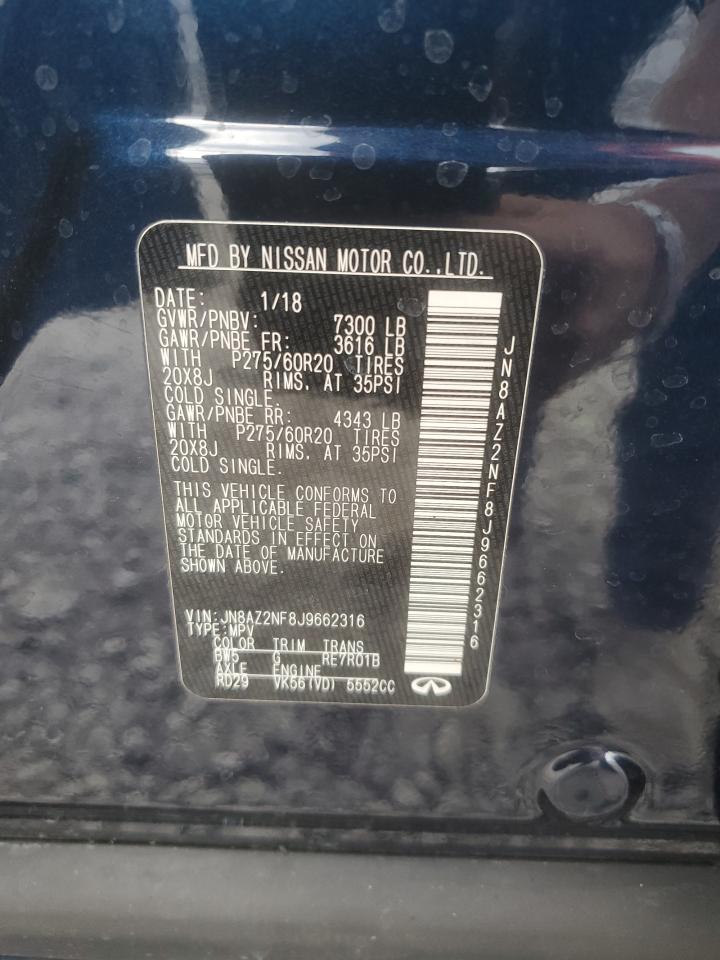 MFD BY NISSAN MOTOR CO.,LTD.
DATE: 1/18
GVWR/PNBV: 7300 LB
GAWR/PNBE FR: 3616 LB
WITH P275/60R20 TIRES
20X8J RIMS. AT 35PSI
COLD SINGLE.
GAWR/PNBE RR: 4343 LB
WITH P275/60R20 TIRES
20X8J RIMS. AT 35PSI
COLD SINGLE.
THIS VEHICLE CONFORMS TO
ALL APPLICABLE FEDERAL
MOTOR VEHICLE SAFETY
STANDARDS IN EFFECT ON
THE DATE OF MANUFACTURE
SHOWN ABOVE.
VIN:JN8AZ2NF8J9662316
TYPE:MPV
COLOR TRIM TRANS
BW5 G RE7R01B
AXLE ENGINE
RD29 VK56(VD) 5552CC
JN8AZ2NF8J9662316